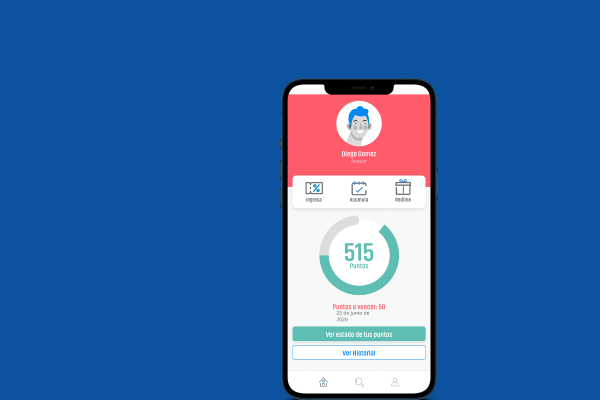 Diego Gomez
Asesor
Ingresa
Acumula
Redime
515
Puntos
Puntos a vencer: 50
25 de junio de
2020
Ver estado de tus puntos
Ver Historial